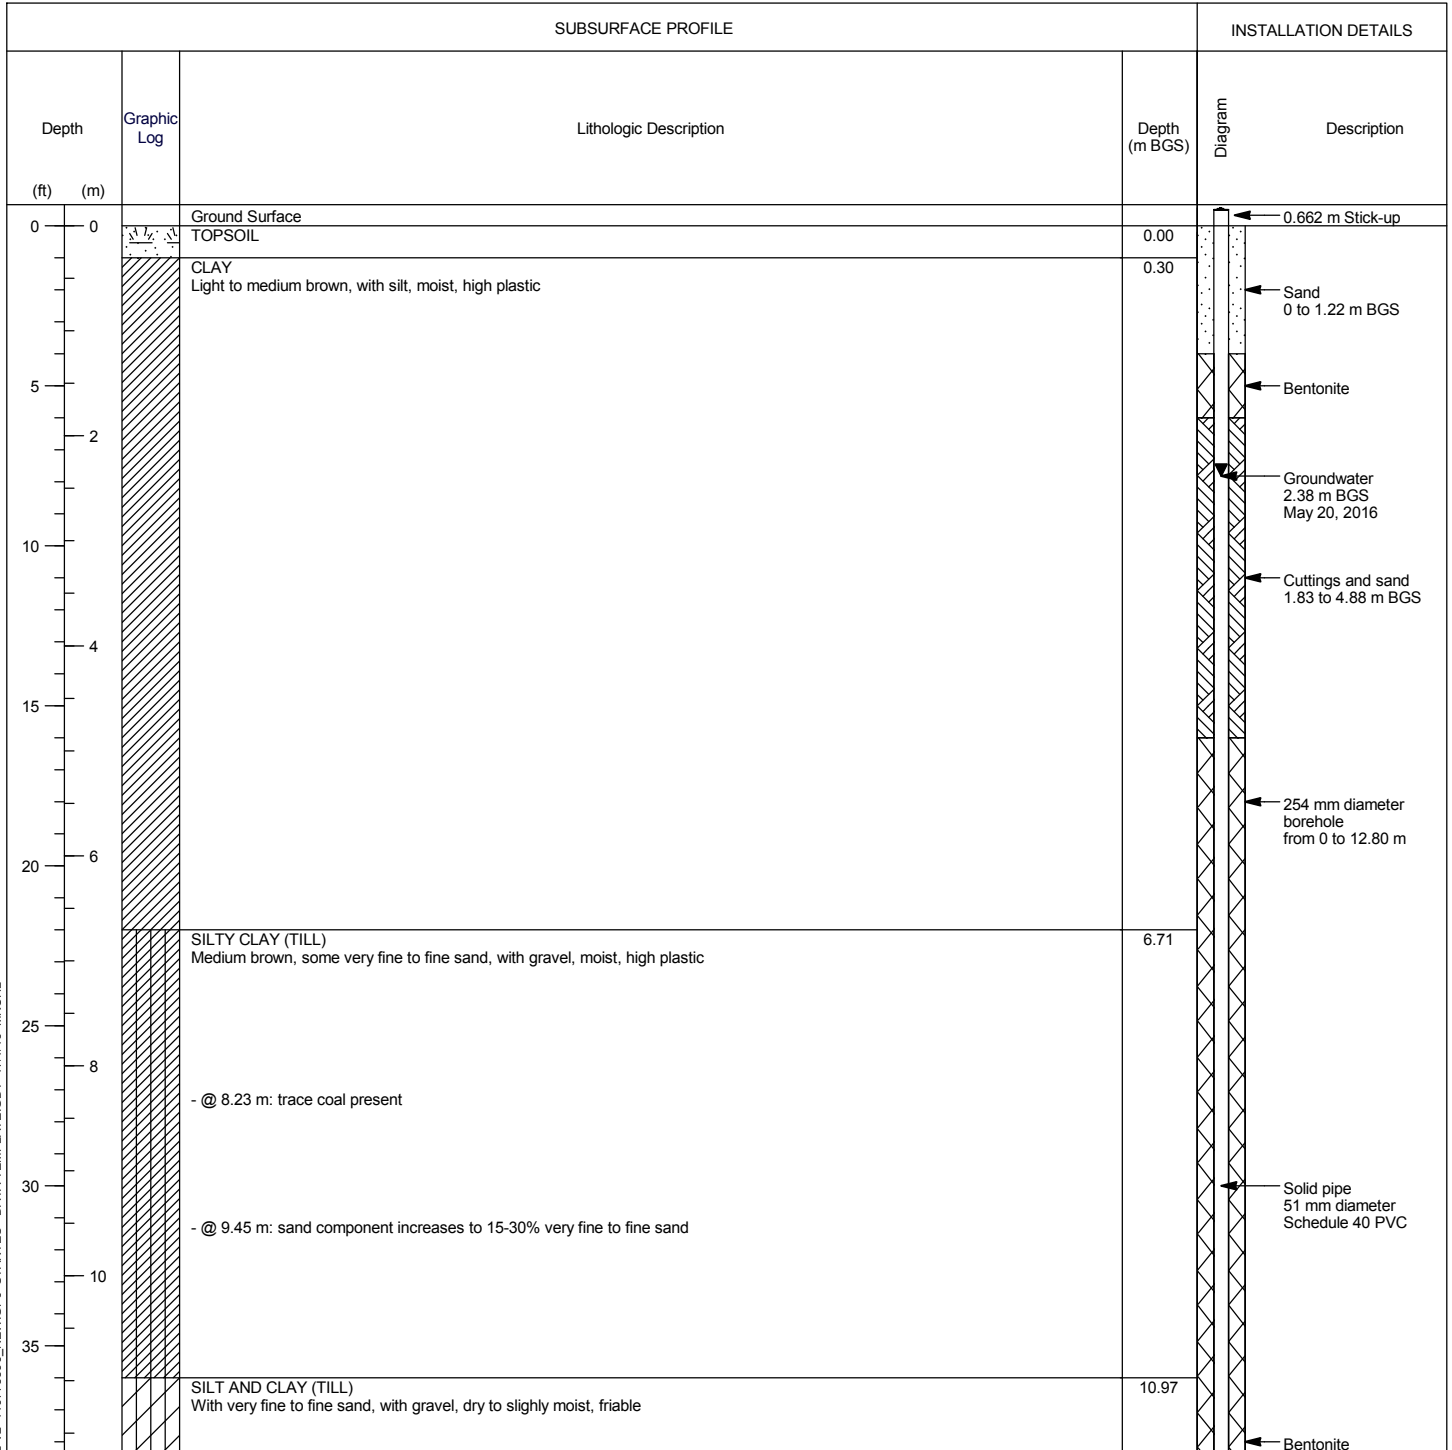 SUBSURFACE PROFILE
INSTALLATION DETAILS
Depth
Graphic
Log
Lithologic Description
Depth
(m BGS)
Diagram
Description
(ft) (m)
Ground Surface
0.662 m Stick-up
0 0
TOPSOIL 0.00
CLAY 0.30
Light to medium brown, with silt, moist, high plastic
Sand
0 to 1.22 m BGS
5
Bentonite
2
Groundwater
2.38 m BGS
May 20, 2016
10
Cuttings and sand
1.83 to 4.88 m BGS
4
15
254 mm diameter
borehole
from 0 to 12.80 m
6
20
SILTY CLAY (TILL) 6.71
Medium brown, some very fine to fine sand, with gravel, moist, high plastic
25
8
- @ 8.23 m: trace coal present
30
Solid pipe
51 mm diameter
Schedule 40 PVC
- @ 9.45 m: sand component increases to 15-30% very fine to fine sand
10
35
SILT AND CLAY (TILL) 10.97
With very fine to fine sand, with gravel, dry to slighly moist, friable
Bentonite